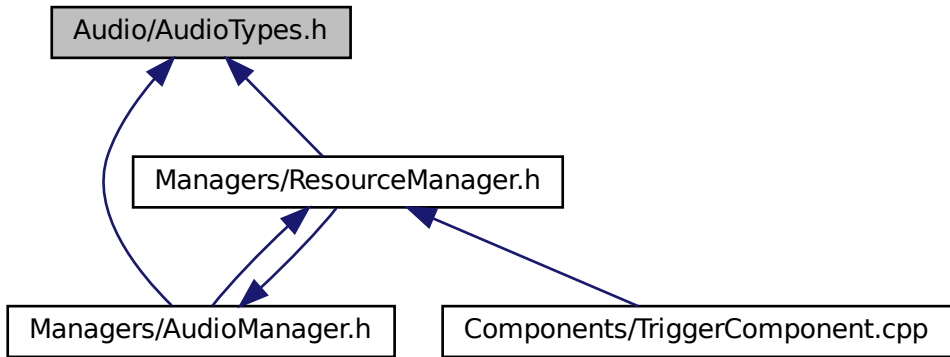 Audio/AudioTypes.h
Managers/ResourceManager.h
Managers/AudioManager.h
Components/TriggerComponent.cpp